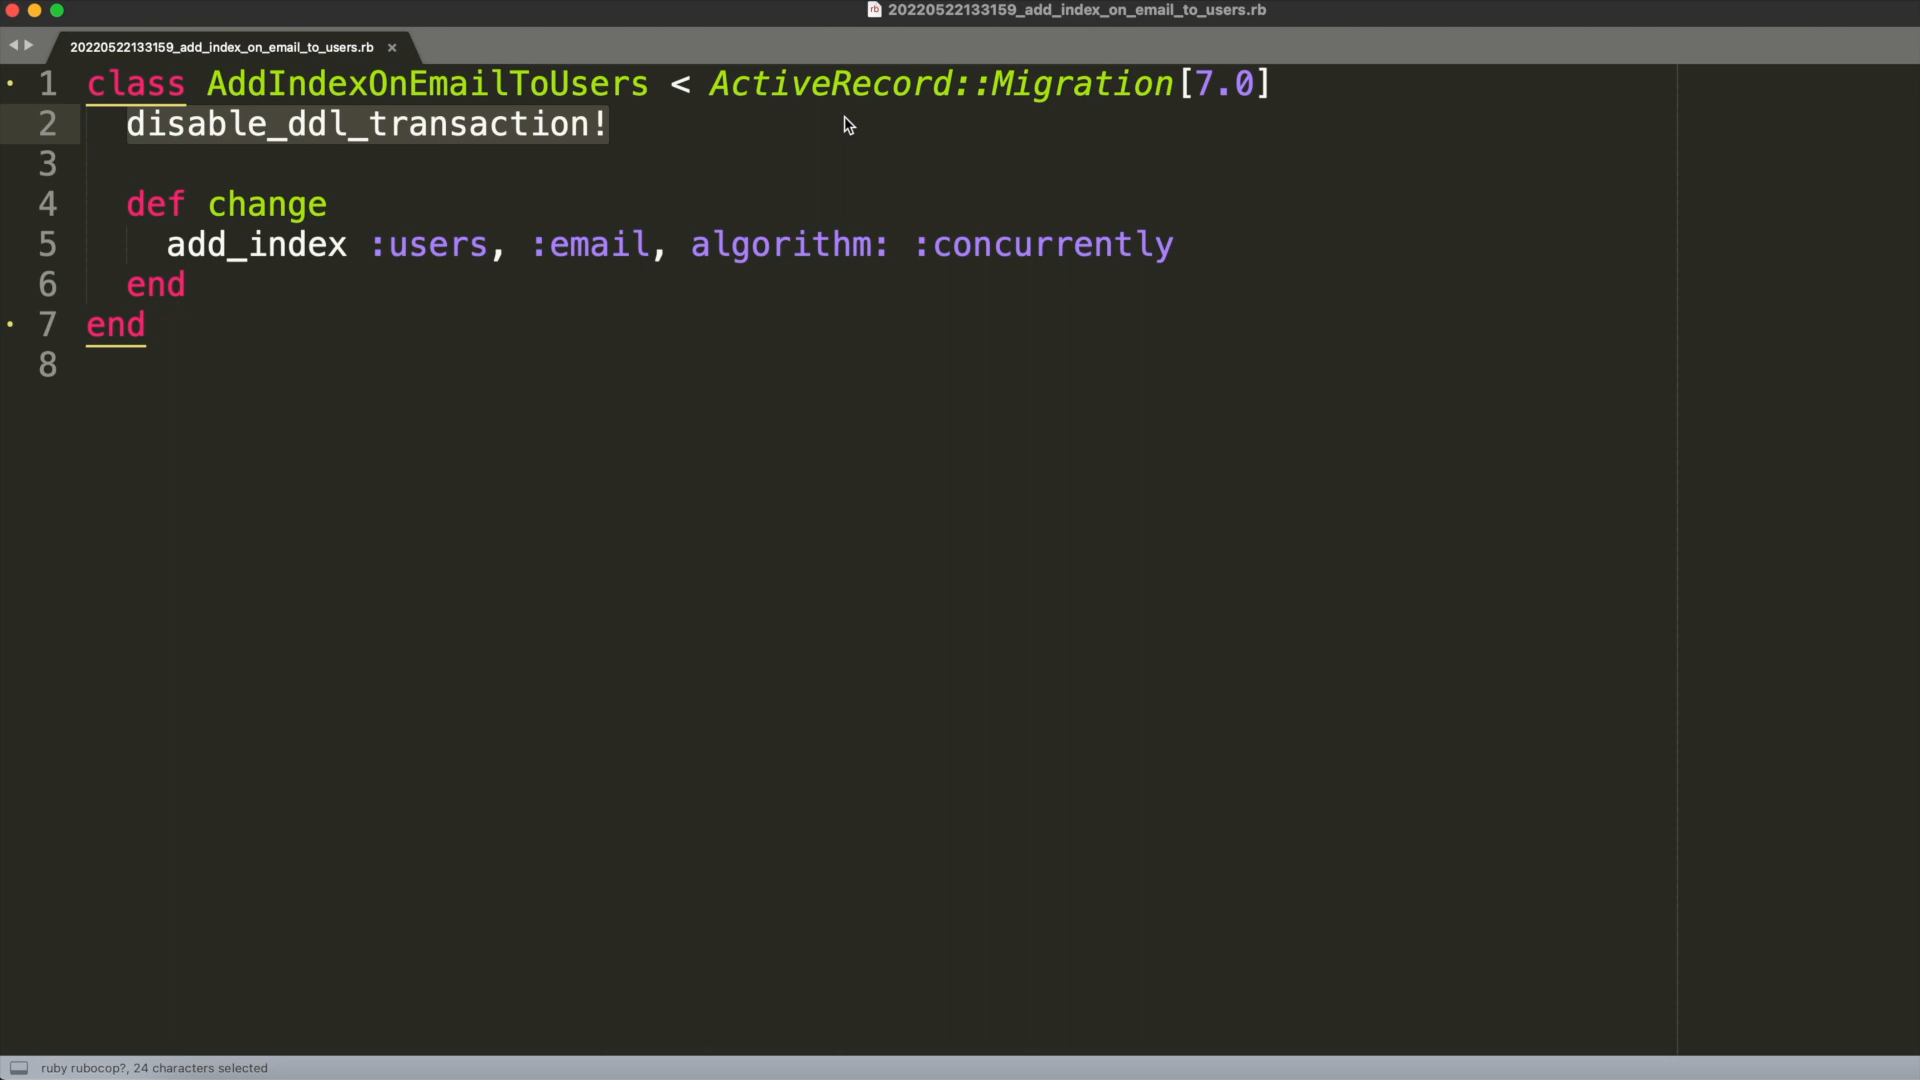 20220522133159_add_index_on_email_to_users.rb
20220522133159_add_index_on_email_to_users.rb ×
1 class AddIndexOnEmailToUsers < ActiveRecord::Migration[7.0]
2   disable_ddl_transaction!
3
4   def change
5     add_index :users, :email, algorithm: :concurrently
6   end
7 end
8
ruby rubocop?, 24 characters selected